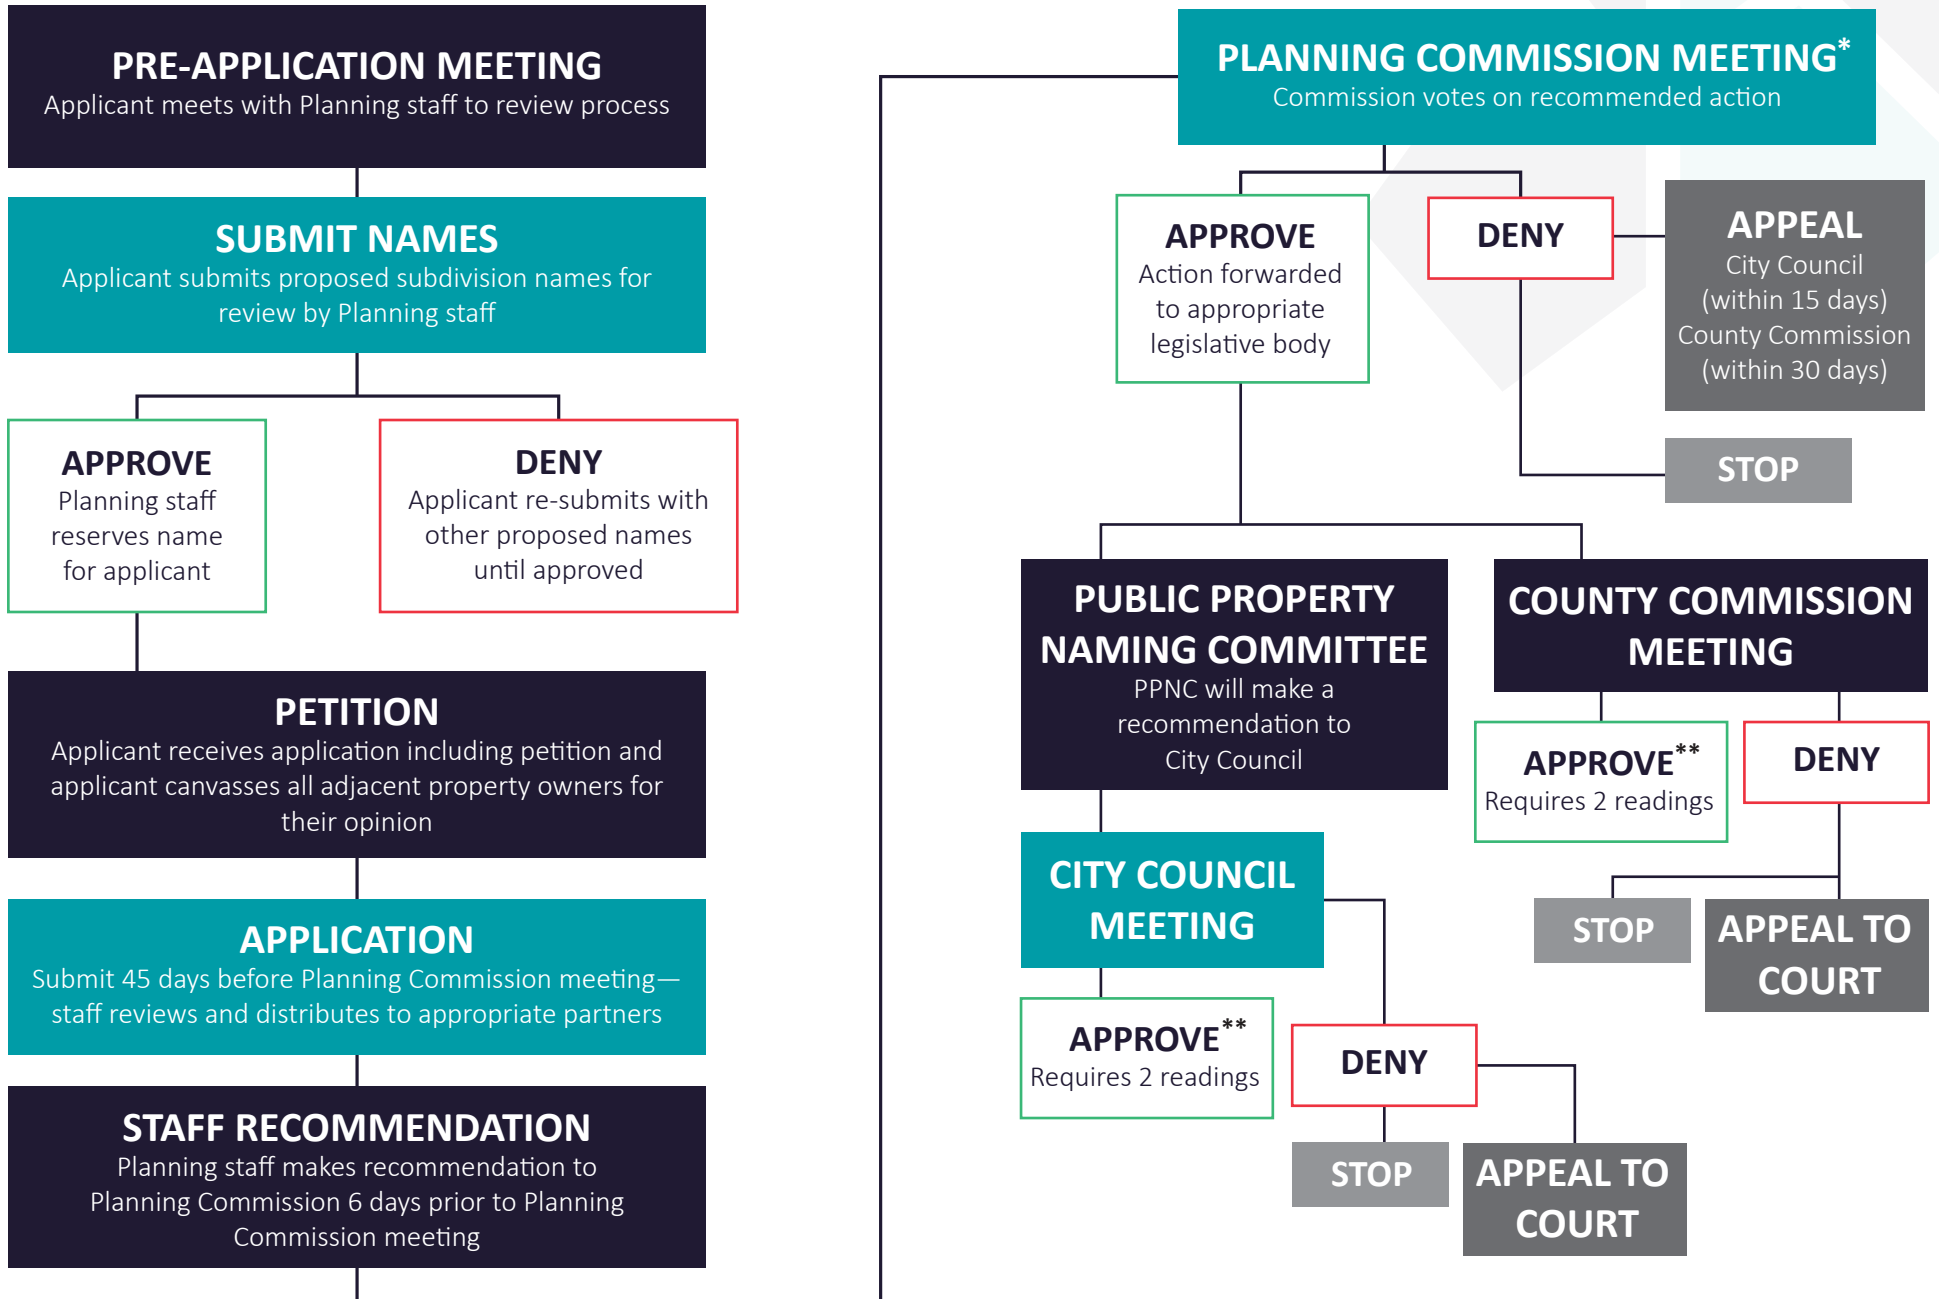 PRE-APPLICATION MEETING
Applicant meets with Planning staff to review process
SUBMIT NAMES
Applicant submits proposed subdivision names for
review by Planning staff
APPROVE
Planning staff
reserves name
for applicant
DENY
Applicant re-submits with
other proposed names
until approved
PETITION
Applicant receives application including petition and
applicant canvasses all adjacent property owners for
their opinion
APPLICATION
Submit 45 days before Planning Commission meeting—
staff reviews and distributes to appropriate partners
STAFF RECOMMENDATION
Planning staff makes recommendation to
Planning Commission 6 days prior to Planning
Commission meeting
PLANNING COMMISSION MEETING*
Commission votes on recommended action
APPROVE
Action forwarded
to appropriate
legislative body
DENY
APPEAL
City Council
(within 15 days)
County Commission
(within 30 days)
STOP
PUBLIC PROPERTY
NAMING COMMITTEE
PPNC will make a
recommendation to
City Council
COUNTY COMMISSION
MEETING
APPROVE**
Requires 2 readings
DENY
STOP
APPEAL TO
COURT
CITY COUNCIL
MEETING
APPROVE**
Requires 2 readings
DENY
STOP
APPEAL TO
COURT